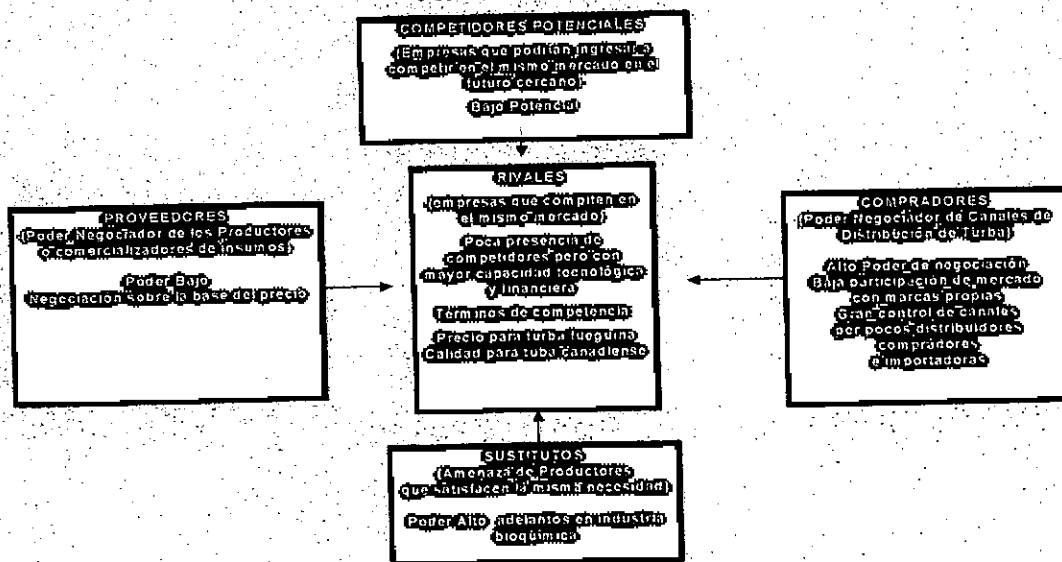 COMPETIDORES POTENCIALES
(Empresas que podrían ingresar a
competir en el mismo mercado en el
futuro cercano)
Bajo Potencial
RIVALES
(empresas que compiten en
el mismo mercado)
Poca presencia de
competidores pero con
mayor capacidad tecnológica
y financiera
Términos de competencia:
Precio para turba fueguina
Calidad para tuba canadiense
PROVEEDORES
(Poder Negociador de los Productores
o comercializadores de insumos)
Poder Bajo
Negociación sobre la base del precio
COMPRADORES
(Poder Negociador de Canales de
Distribución de Turba)
Alto Poder de negociación
Baja participación de mercado
con marcas propias
Gran control de canales
por pocos distribuidores
compradores
e importadoras
SUSTITUTOS
(Amenaza de Productores
que satisfacen la misma necesidad)
Poder Alto adelantos en industria
bioquímica